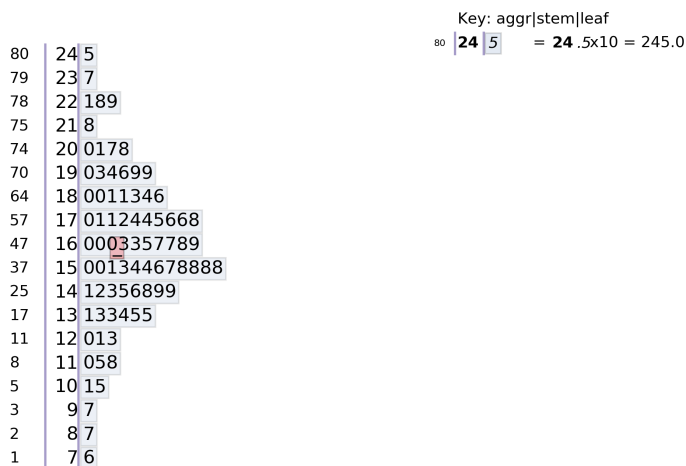 Key: aggr|stem|leaf
80 24 5 = 24 .5x10 = 245.0
80 24 5
79 23 7
78 22 189
75 21 8
74 20 0178
70 19 034699
64 18 0011346
57 17 0112445668
47 16 0003357789
37 15 001344678888
25 14 12356899
17 13 133455
11 12 013
8 11 058
5 10 15
3 9 7
2 8 7
1 7 6